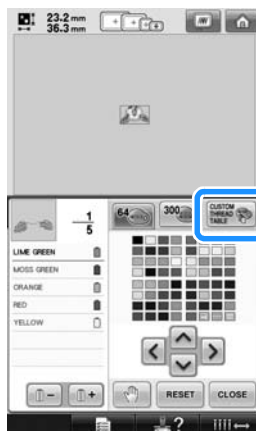 23.2 mm
36.3 mm
1
5
64
300
CUSTOM
THREAD
TABLE
LIME GREEN
MOSS GREEN
ORANGE
RED
YELLOW
- +
RESET CLOSE
?